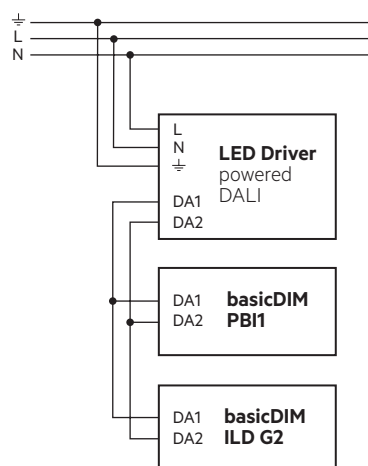 L
N
L
N
LED Driver
powered
DALI
DA1
DA2
DA1 basicDIM
DA2 PBI1
DA1 basicDIM
DA2 ILD G2